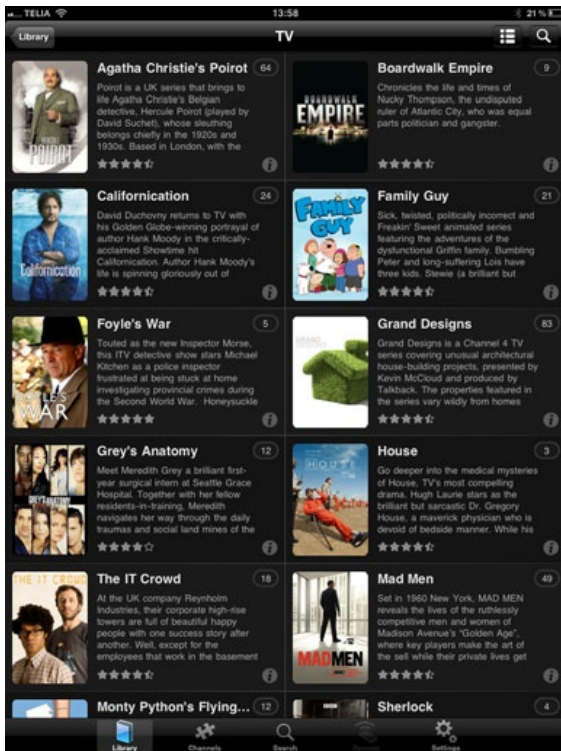 TELIA 13:58 21 %
Library TV
Agatha Christie's Poirot 64
Poirot is a UK series that brings to
life Agatha Christie's Belgian
detective, Hercule Poirot (played by
David Suchet), whose sleuthing
belongs chiefly in the 1920s and
1930s. Based in London, with the
POIROT
Boardwalk Empire 9
Chronicles the life and times of
Nucky Thompson, the undisputed
ruler of Atlantic City, who was equal
parts politician and gangster.
BOARDWALK
EMPIRE
Californication 24
David Duchovny returns to TV with
his Golden Globe-winning portrayal of
author Hank Moody in the critically-
acclaimed Showtime hit
Californication. Author Hank Moody's
life is spinning gloriously out of
Californication
Family Guy 21
Sick, twisted, politically incorrect and
Freakin' Sweet animated series
featuring the adventures of the
dysfunctional Griffin family. Bumbling
Peter and long-suffering Lois have
three kids. Stewie (a brilliant but
FAMILY
GUY
Foyle's War 5
Touted as the new Inspector Morse,
this ITV detective show stars Michael
Kitchen as a police inspector
frustrated at being stuck at home
investigating provincial crimes during
the Second World War. Honeysuckle
FOYLE'S
WAR
Grand Designs 83
Grand Designs is a Channel 4 TV
series covering unusual architectural
house-building projects, presented by
Kevin McCloud and produced by
Talkback. The properties featured in
the series vary wildly from homes
GRAND
DESIGNS
Grey's Anatomy 12
Meet Meredith Grey a brilliant first-
year surgical intern at Seattle Grace
Hospital. Together with her fellow
residents-in-training. Meredith
navigates her way through the daily
traumas and social land mines of the
GREY'S ANATOMY
House 3
Go deeper into the medical mysteries
of House, TV's most compelling
drama. Hugh Laurie stars as the
brilliant but sarcastic Dr. Gregory
House, a maverick physician who is
devoid of bedside manner. While his
HOUSE
The IT Crowd 18
At the UK company Reynholm
Industries, their corporate high-rise
towers are full of beautiful happy
people with one success story after
another. Well, except for the
employees that work in the basement
THE IT CROWD
Mad Men 49
Set in 1960 New York, MAD MEN
reveals the lives of the ruthlessly
competitive men and women of
Madison Avenue's "Golden Age",
where key players make the art of
the sell while their private lives get
MADMEN
Monty Python's Flying... 12
Sherlock 4
Library Channels Search Settings